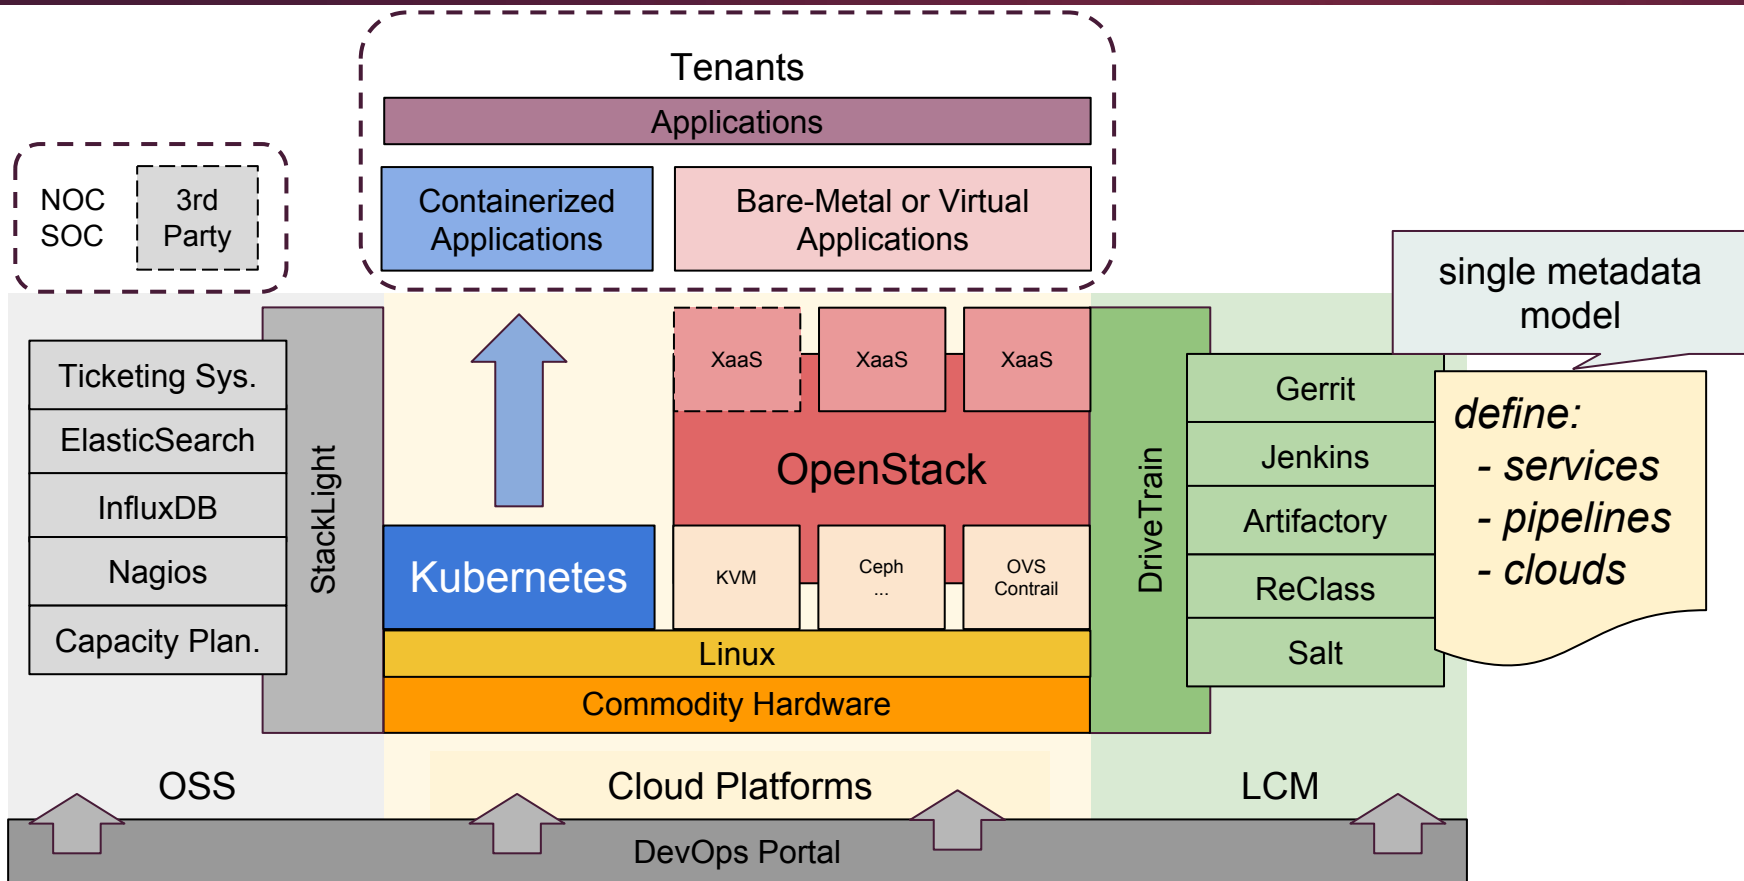 Tenants
Applications
NOC
SOC
3rd
Party
Containerized
Applications
Bare-Metal or Virtual
Applications
single metadata
model
Ticketing Sys.
ElasticSearch
InfluxDB
Nagios
Capacity Plan.
StackLight
XaaS
XaaS
XaaS
OpenStack
Kubernetes
KVM
Ceph
...
OVS
Contrail
Linux
Commodity Hardware
DriveTrain
Gerrit
Jenkins
Artifactory
ReClass
Salt
define:
- services
- pipelines
- clouds
OSS
Cloud Platforms
LCM
DevOps Portal